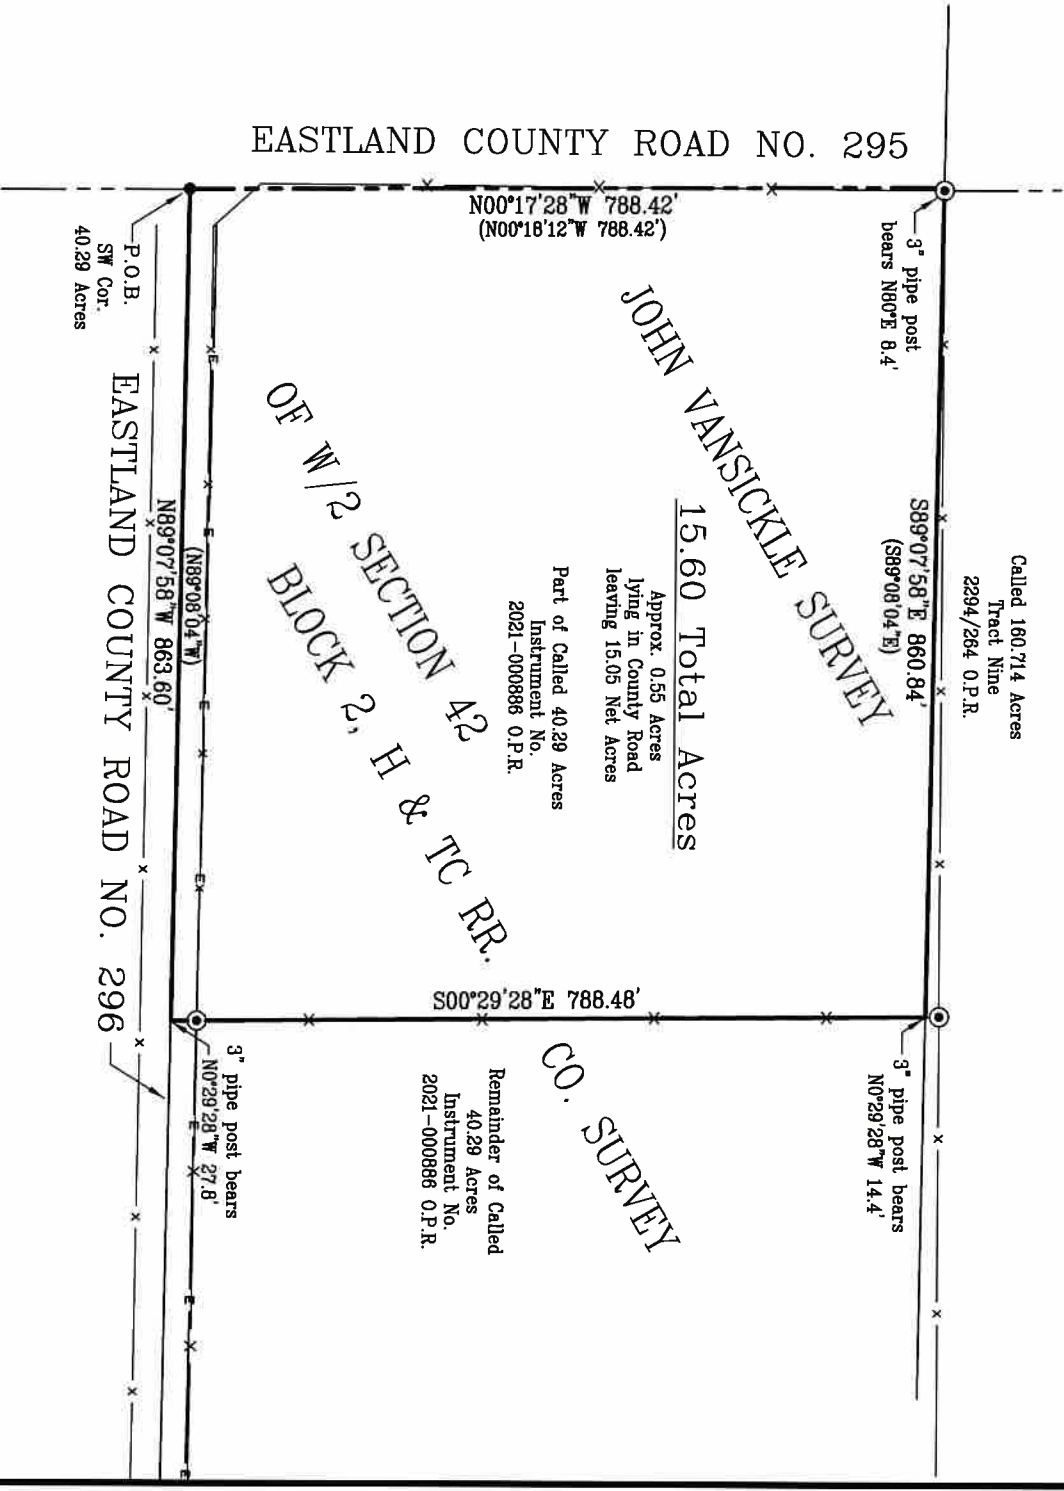 EASTLAND COUNTY ROAD NO. 295
N00°17'28"W 788.42'
(N00°18'12"W 788.42')
3" pipe post
bears N80°E 8.4'
Called 160.714 Acres
Tract Nine
2294/264 O.P.R.
S89°07'58"E 860.84'
(S89°08'04"E)
JOHN VANSICKLE SURVEY
15.60 Total Acres
Approx. 0.55 Acres
lying in County Road
leaving 15.05 Net Acres
Part of Called 40.29 Acres
Instrument No.
2021-000886 O.P.R.
OF W/2 SECTION 42
BLOCK 2, H & TC RR.
CO. SURVEY
3" pipe post bears
N0°29'28"W 14.4'
S00°29'28"E 788.48'
Remainder of Called
40.29 Acres
Instrument No.
2021-000886 O.P.R.
3" pipe post bears
N0°29'28"W 27.8'
(N89°08'04"W)
N89°07'58"W 863.60'
P.O.B.
SW Cor.
40.29 Acres
EASTLAND COUNTY ROAD NO. 296